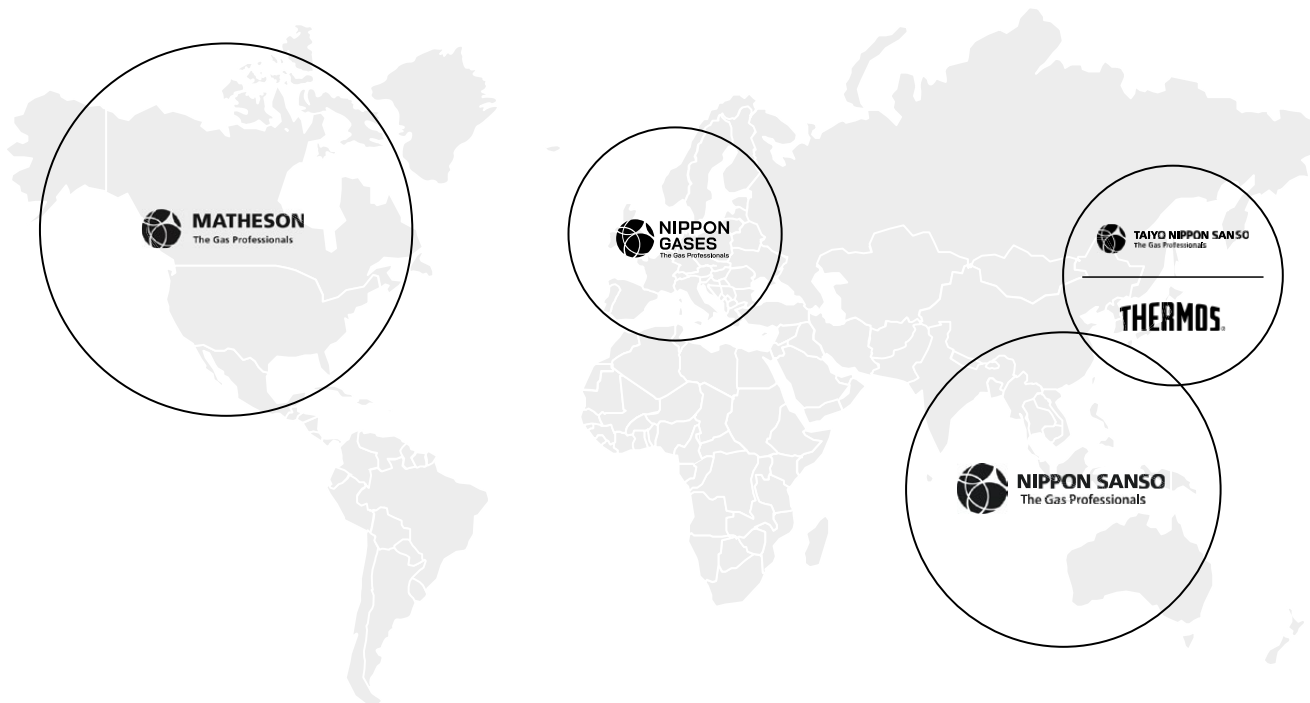 MATHESON
The Gas Professionals
NIPPON
GASES
The Gas Professionals
TAIYO NIPPON SANSO
The Gas Professionals
THERMOS®
NIPPON SANSO
The Gas Professionals